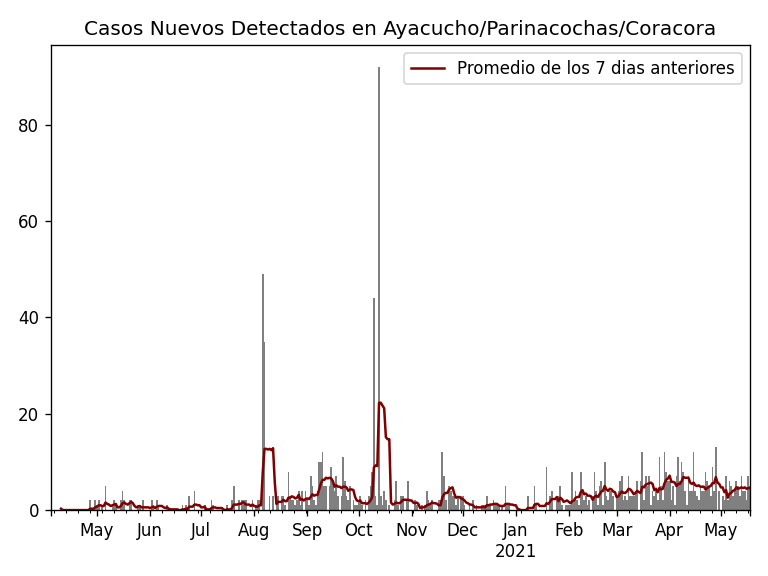 Casos Nuevos Detectados en Ayacucho/Parinacochas/Coracora
Promedio de los 7 dias anteriores
80
60
40
20
0
May Jun Jul Aug Sep Oct Nov Dec Jan Feb Mar Apr May
2021